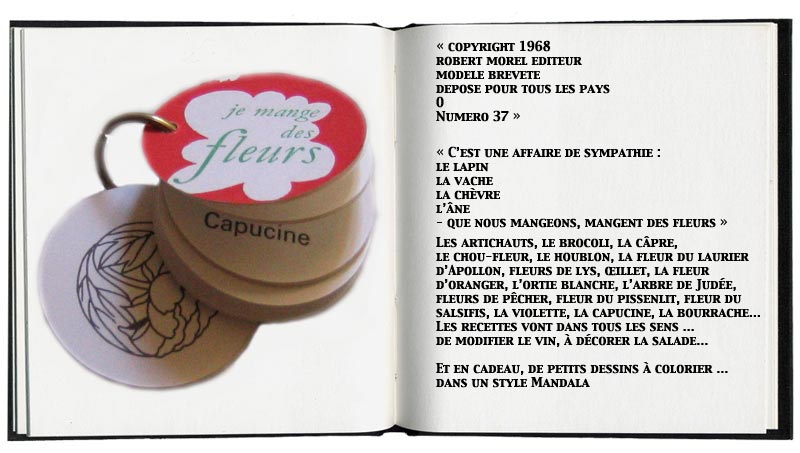 je mange
des
fleurs
Capucine
« COPYRIGHT 1968
ROBERT MOREL EDITEUR
MODELE BREVETE
DEPOSE POUR TOUS LES PAYS
0
NUMERO 37 »
« C'EST UNE AFFAIRE DE SYMPATHIE :
LE LAPIN
LA VACHE
LA CHÈVRE
L'ÂNE
- QUE NOUS MANGEONS, MANGENT DES FLEURS »
LES ARTICHAUTS, LE BROCOLI, LA CÂPRE,
LE CHOU-FLEUR, LE HOUBLON, LA FLEUR DU LAURIER
D'APOLLON, FLEURS DE LYS, ŒILLET, LA FLEUR
D'ORANGER, L'ORTIE BLANCHE, L'ARBRE DE JUDÉE,
FLEURS DE PÊCHER, FLEUR DU PISSENLIT, FLEUR DU
SALSIFIS, LA VIOLETTE, LA CAPUCINE, LA BOURRACHE...
LES RECETTES VONT DANS TOUS LES SENS ...
DE MODIFIER LE VIN, À DÉCORER LA SALADE...
ET EN CADEAU, DE PETITS DESSINS À COLORIER ...
DANS UN STYLE MANDALA